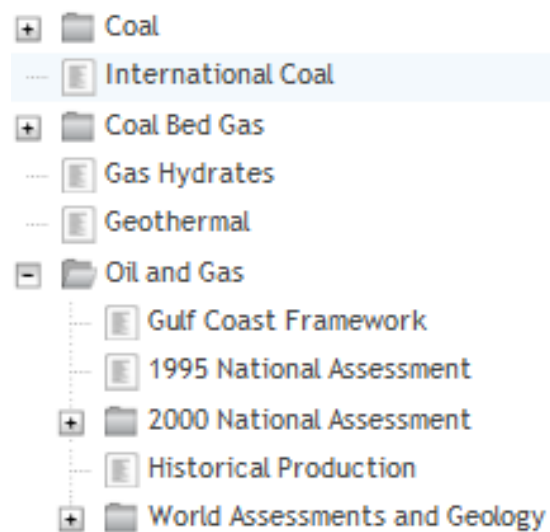 Coal
International Coal
Coal Bed Gas
Gas Hydrates
Geothermal
Oil and Gas
Gulf Coast Framework
1995 National Assessment
2000 National Assessment
Historical Production
World Assessments and Geology